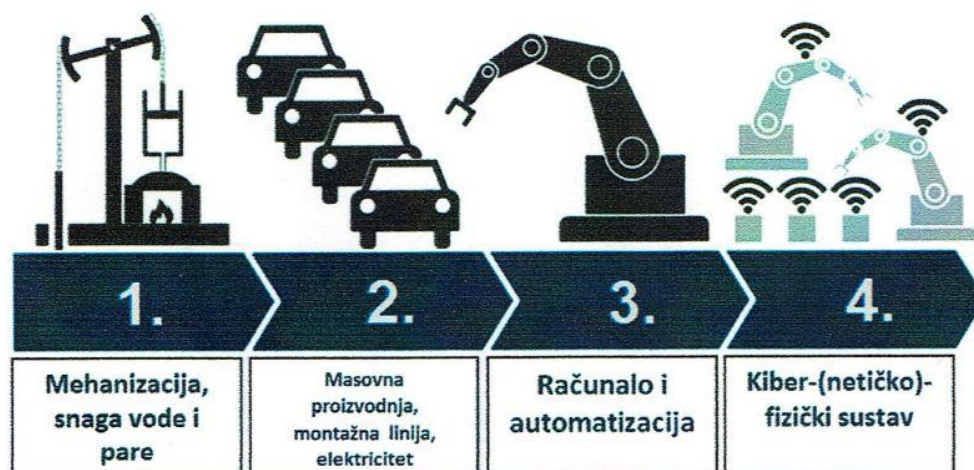 1.
2.
3.
4.
Mehanizacija,
snaga vode i
pare
Masovna
proizvodnja,
montažna linija,
elektricitet
Računalo i
automatizacija
Kiber-(netičko)-
fizički sustav